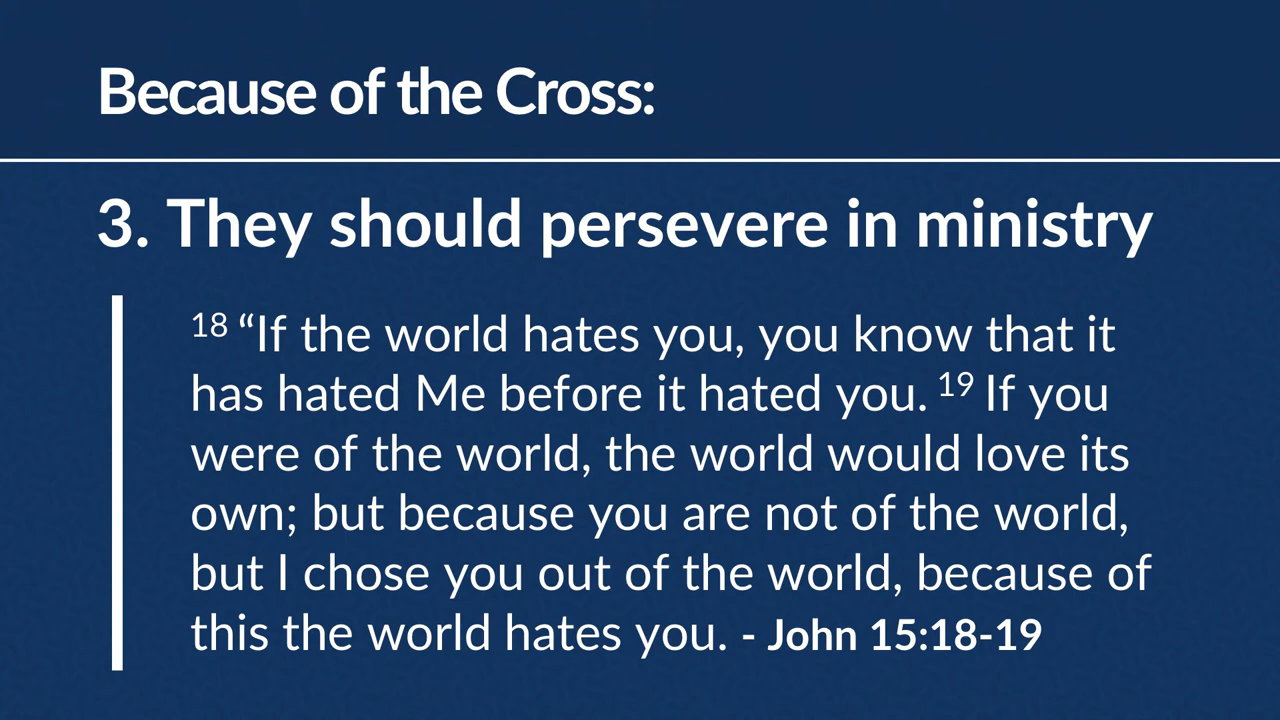 Because of the Cross:
3. They should persevere in ministry
18 “If the world hates you, you know that it
has hated Me before it hated you. 19 If you
were of the world, the world would love its
own; but because you are not of the world,
but I chose you out of the world, because of
this the world hates you. - John 15:18-19